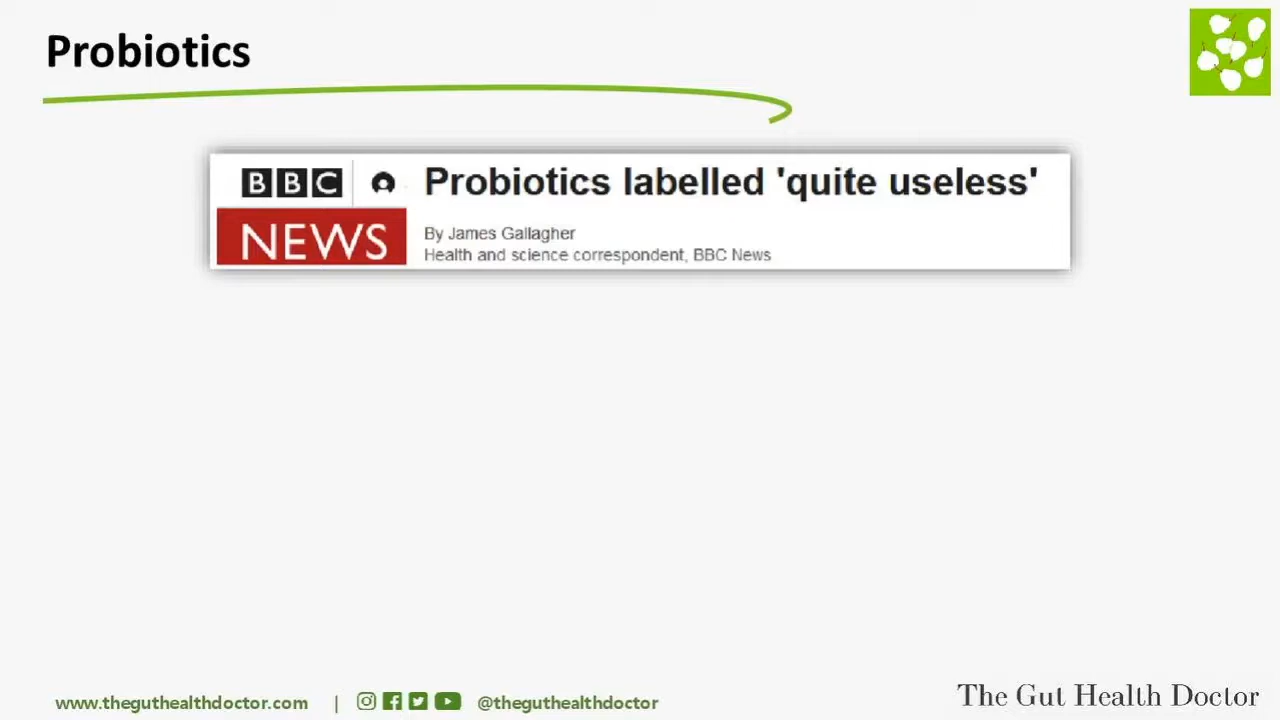 Probiotics
BBC
NEWS
Probiotics labelled 'quite useless'
By James Gallagher
Health and science correspondent, BBC News
www.theguthealthdoctor.com | @theguthealthdoctor
The Gut Health Doctor